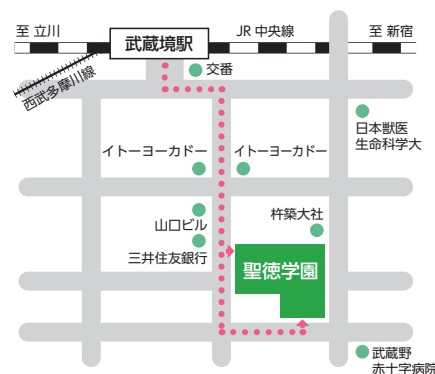 至 立川
武蔵境駅
JR 中央線
至 新宿
西武多摩川線
交番
日本獣医
生命科学大
イトーヨーカドー
イトーヨーカドー
山口ビル
三井住友銀行
杵築大社
聖徳学園
武蔵野
赤十字病院